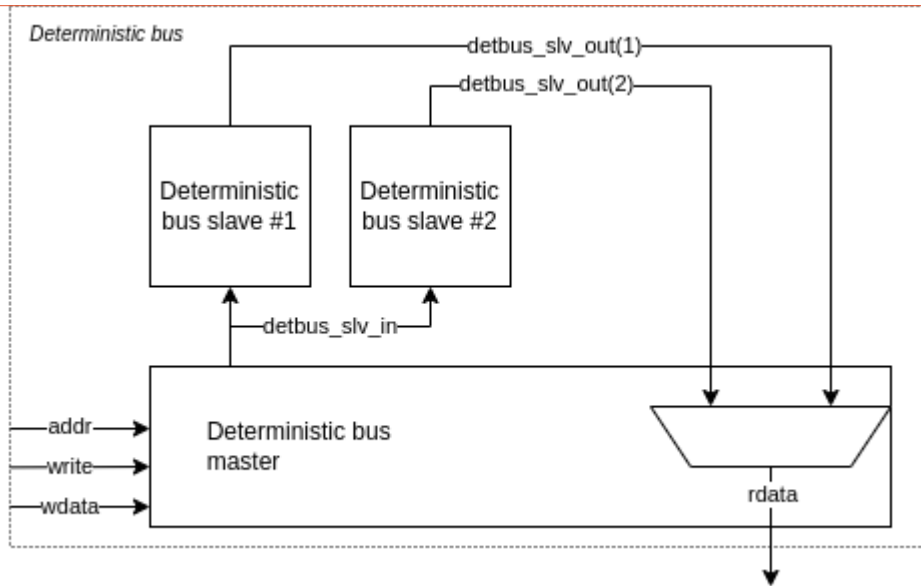 Deterministic bus
detbus_slv_out(1)
detbus_slv_out(2)
Deterministic
bus slave #1
Deterministic
bus slave #2
detbus_slv_in
addr
write
wdata
Deterministic bus
master
rdata